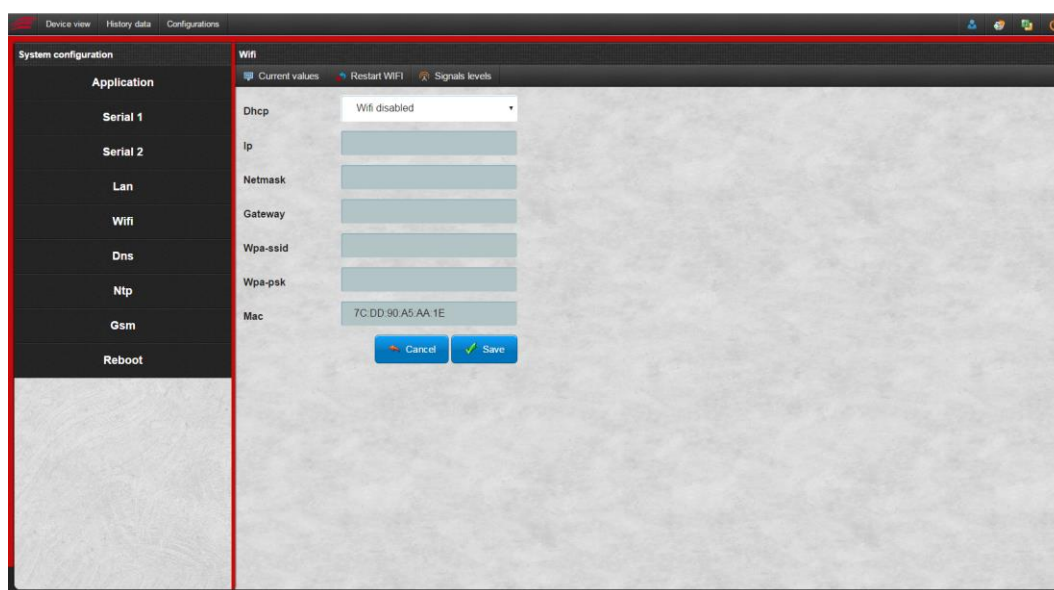 Device view History data Configurations
System configuration
Application
Serial 1
Serial 2
Lan
Wifi
Dns
Ntp
Gsm
Reboot
Wifi
Current values Restart WIFI Signals levels
Dhcp Wifi disabled
Ip
Netmask
Gateway
Wpa-ssid
Wpa-psk
Mac 7C:DD:90:A5:AA:1E
Cancel Save